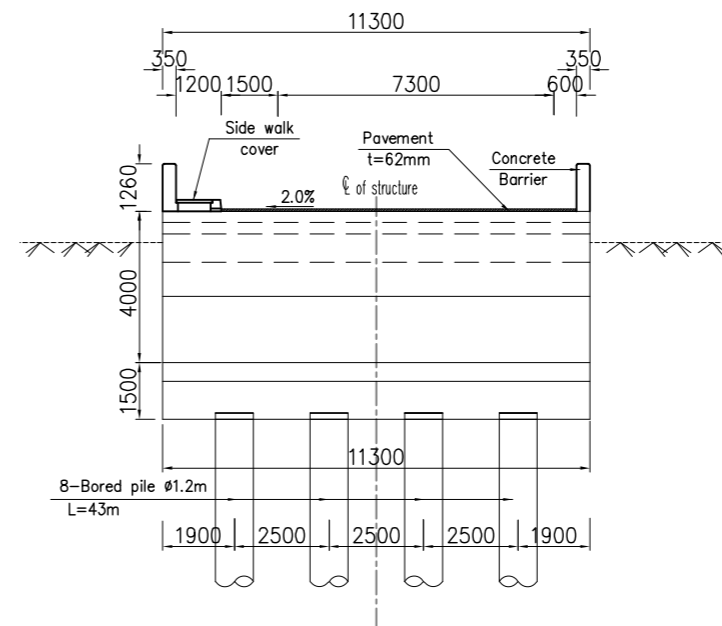 11300
350
350
1200
1500
7300
600
Side walk
cover
Pavement
t=62mm
Concrete
Barrier
℄ of structure
2.0%
1260
4000
1500
11300
8-Bored pile ø1.2m
L=43m
1900
2500
2500
2500
1900